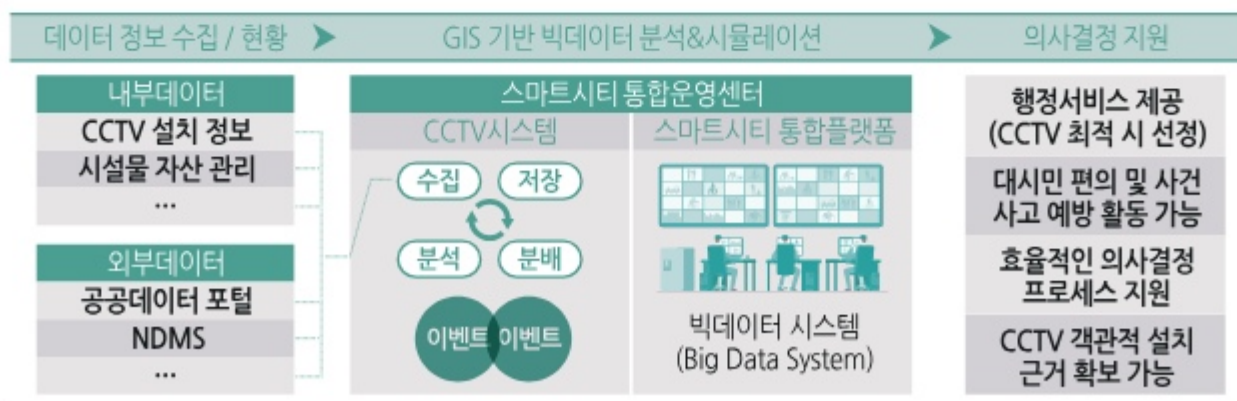 데이터 정보 수집 / 현황
GIS 기반 빅데이터 분석&시뮬레이션
의사결정 지원
내부데이터
CCTV 설치 정보
시설물 자산 관리
...
외부데이터
공공데이터 포털
NDMS
...
스마트시티 통합운영센터
CCTV시스템
수집
저장
분석
분배
이벤트
이벤트
스마트시티 통합플랫폼
빅데이터 시스템
(Big Data System)
행정서비스 제공
(CCTV 최적 시 선정)
대시민 편의 및 사건
사고 예방 활동 가능
효율적인 의사결정
프로세스 지원
CCTV 객관적 설치
근거 확보 가능